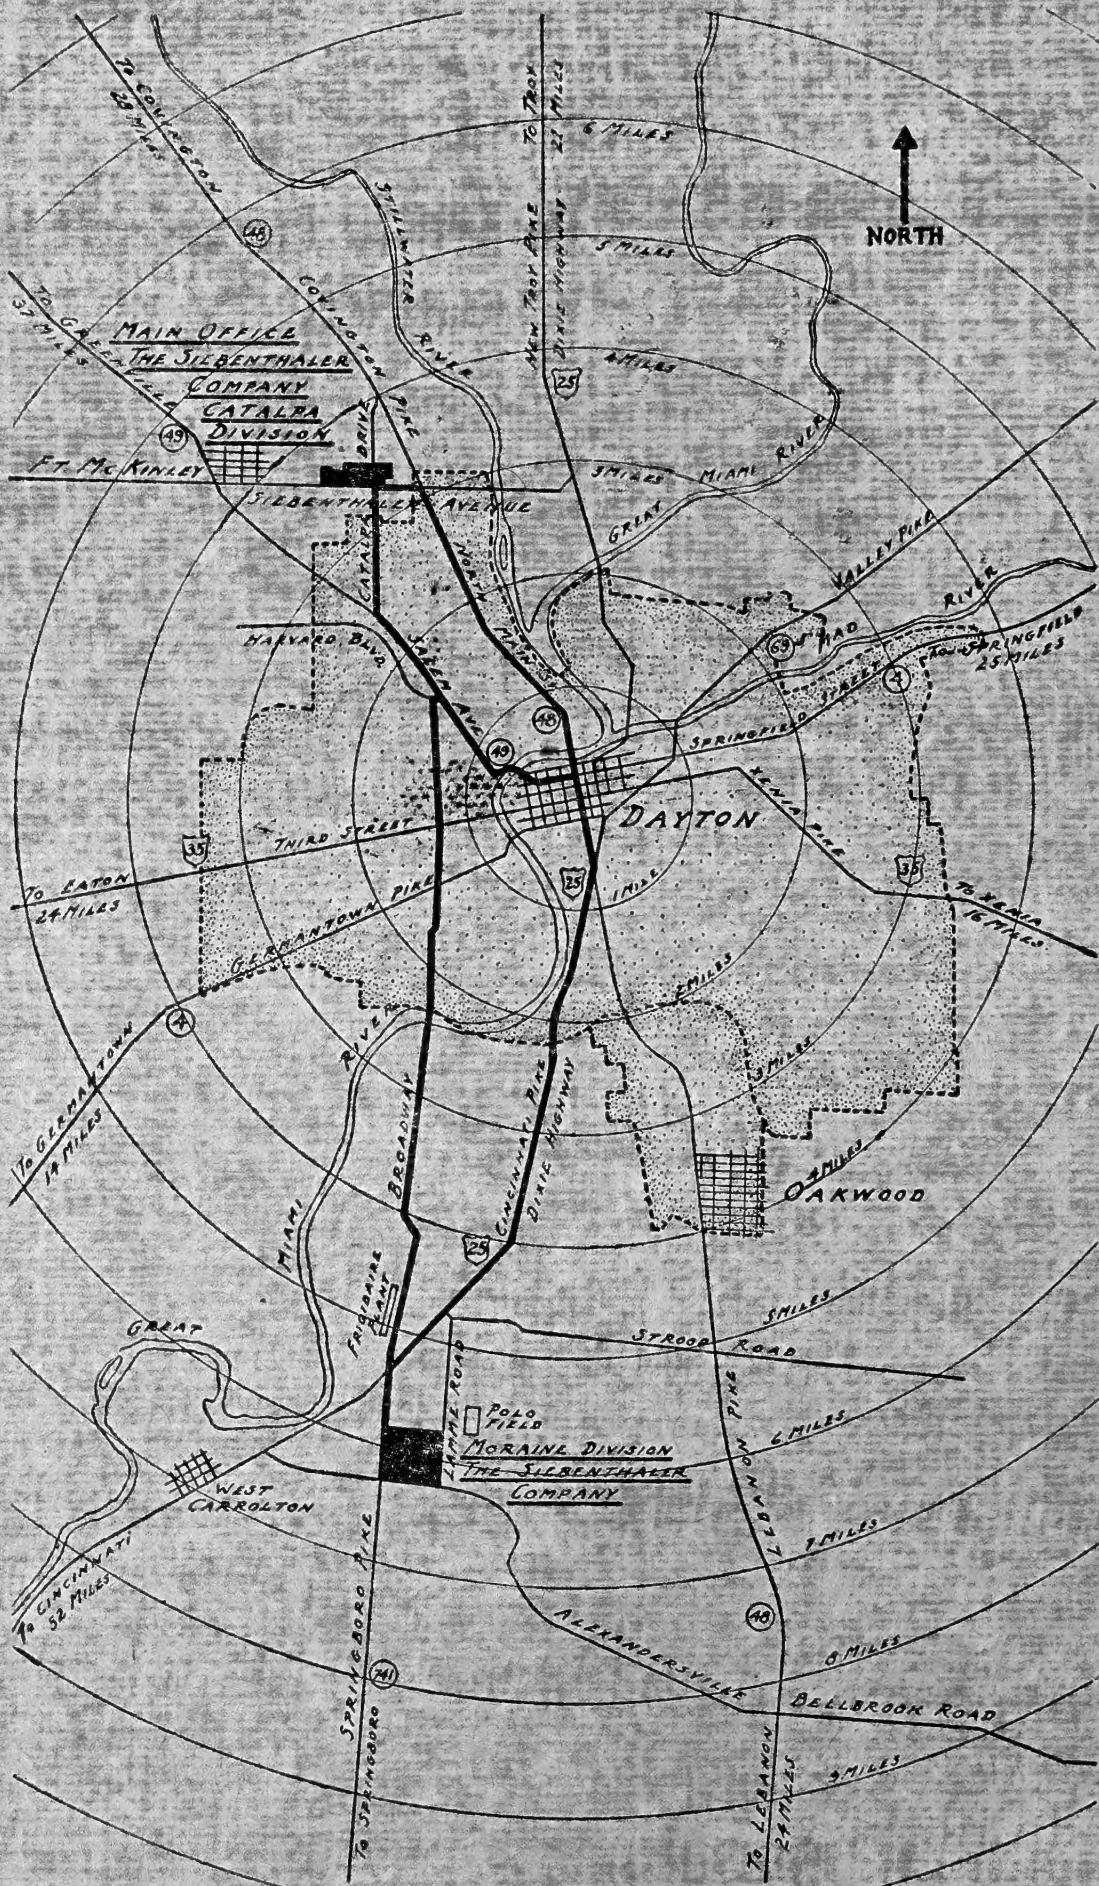 TO COVINGTON
28 MILES
48
COVINGTON PIKE
STILLWATER RIVER
NEW TROY PIKE TO TROY
DIXIE HIGHWAY 21 MILES
25
6 MILES
5 MILES
4 MILES
3 MILES
NORTH
TO GREENVILLE
37 MILES
49
MAIN OFFICE
THE SIEBENTHALER
COMPANY
CATALPA
DIVISION
FT. MCKINLEY
CATALPA DRIVE
SIEBENTHALER AVENUE
GREAT MIAMI RIVER
VALLEY PIKE
69
MAD RIVER
TO SPRINGFIELD
25 MILES
4
SPRINGFIELD STREET
HARVARD BLVD.
SALEM AVE.
49
NORTH MAIN ST.
48
DAYTON
XENIA PIKE
35
TO XENIA
16 MILES
THIRD STREET
35
TO EATON
24 MILES
GERMANTOWN PIKE
4
TO GERMANTOWN
14 MILES
25
1 MILE
2 MILES
3 MILES
4 MILES
OAKWOOD
GREAT MIAMI RIVER
BROADWAY
CINCINNATI PIKE
DIXIE HIGHWAY
25
FRIGIDAIRE
PLANT
STROOP ROAD
5 MILES
LAMME ROAD
POLO
FIELD
MORAINE DIVISION
THE SIEBENTHALER
COMPANY
WEST
CARROLTON
TO CINCINNATI
52 MILES
LEBANON PIKE
6 MILES
7 MILES
48
8 MILES
9 MILES
SPRINGBORO PIKE
741
TO SPRINGBORO
ALEXANDERSVILLE BELLBROOK ROAD
TO LEBANON
24 MILES